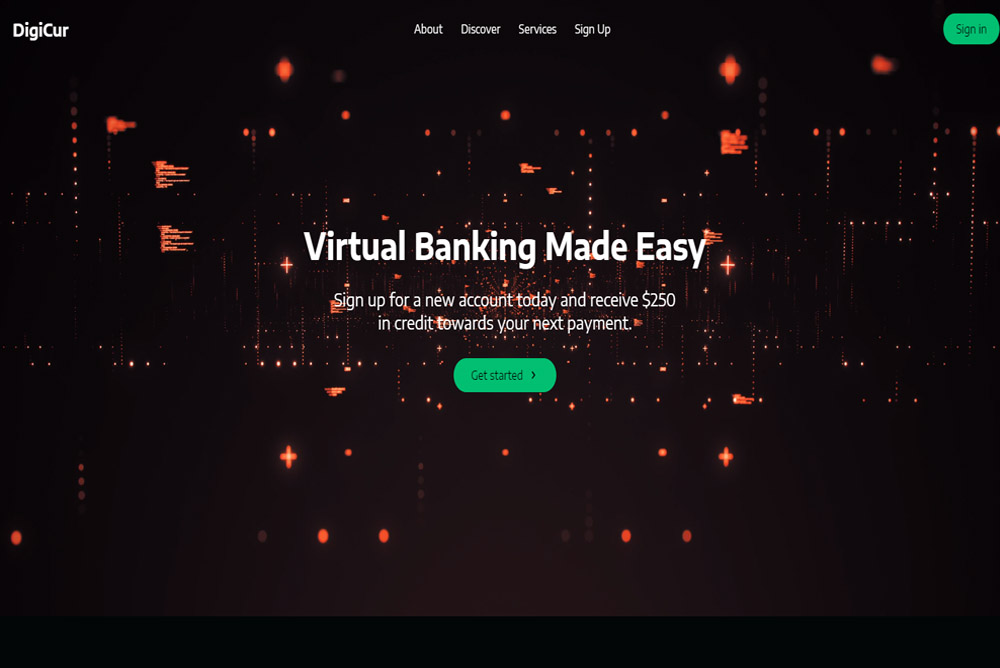 DigiCur
About Discover Services Sign Up
Sign in
Virtual Banking Made Easy
Sign up for a new account today and receive $250
in credit towards your next payment.
Get started